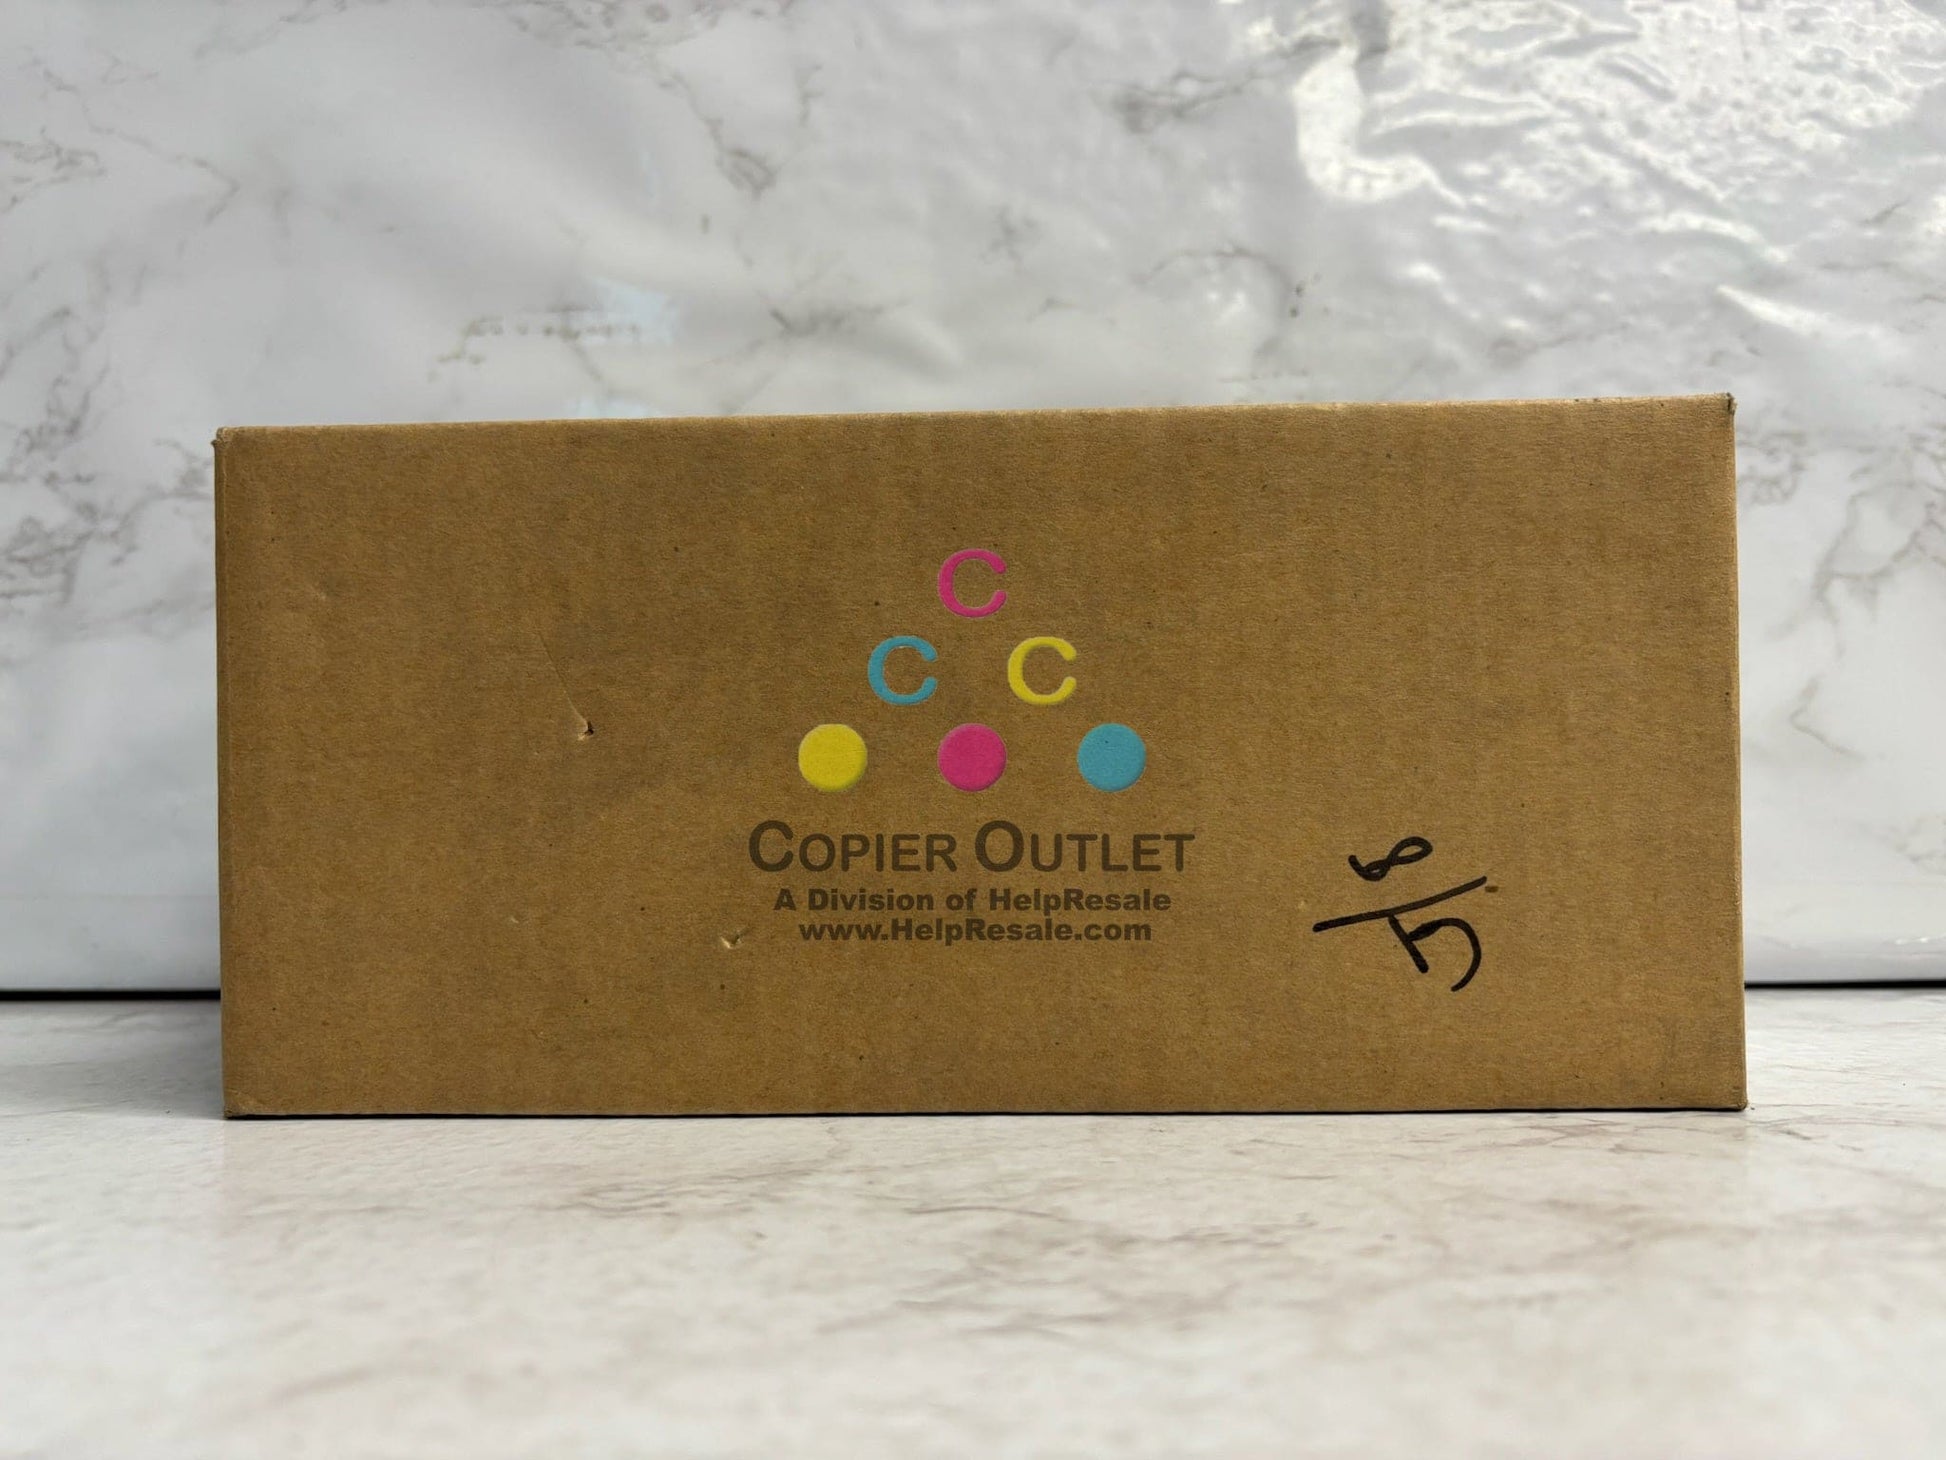 C
C C
COPIER OUTLET
A Division of HelpResale
www.HelpResale.com